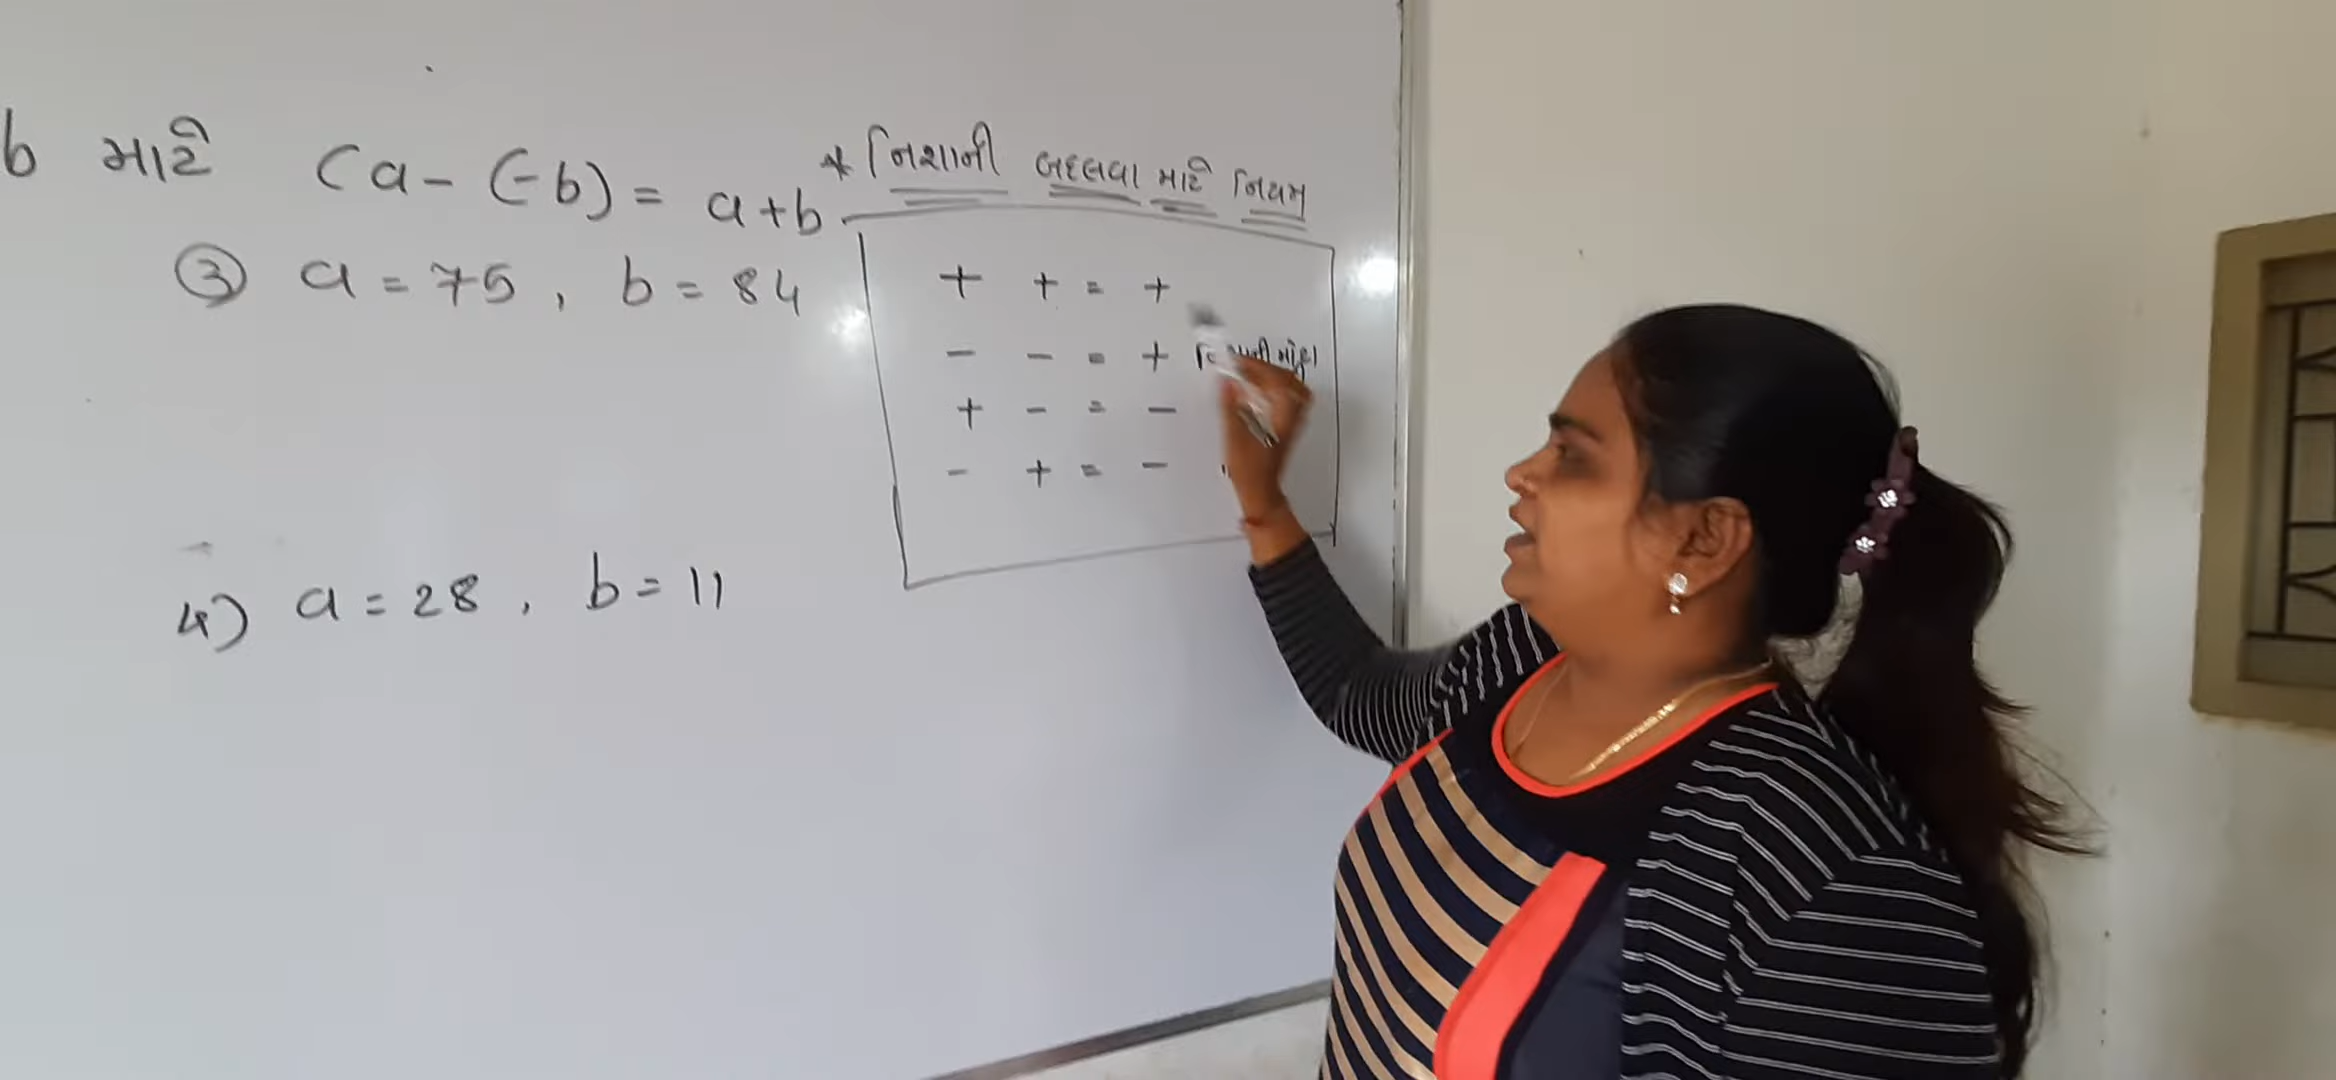 b માટે (a - (-b) = a+b
* નિશાની બદલવા માટે નિયમ
③ a = 75, b = 84
+ + = +
- - = +
+ - = -
- + = -
4) a = 28, b = 11